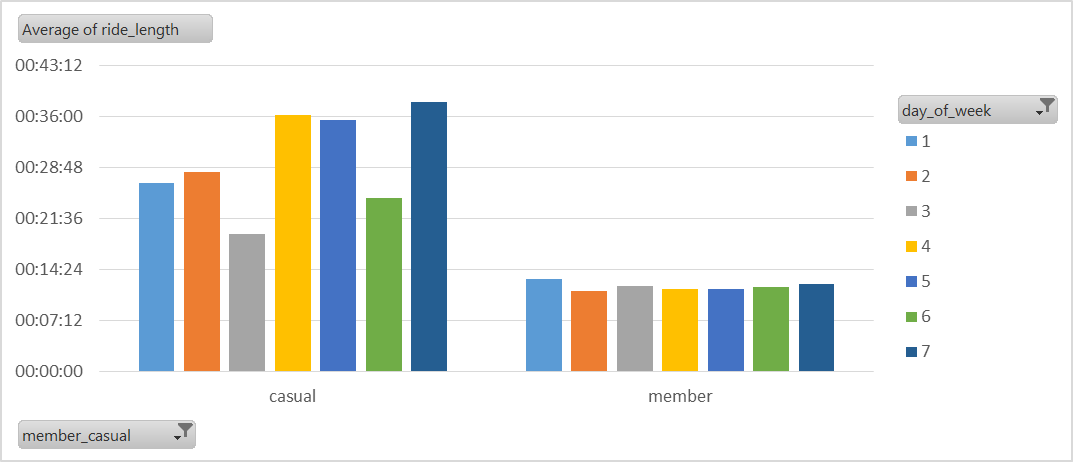 Average of ride_length
00:43:12
00:36:00
00:28:48
00:21:36
00:14:24
00:07:12
00:00:00
casual
member
day_of_week
1
2
3
4
5
6
7
member_casual